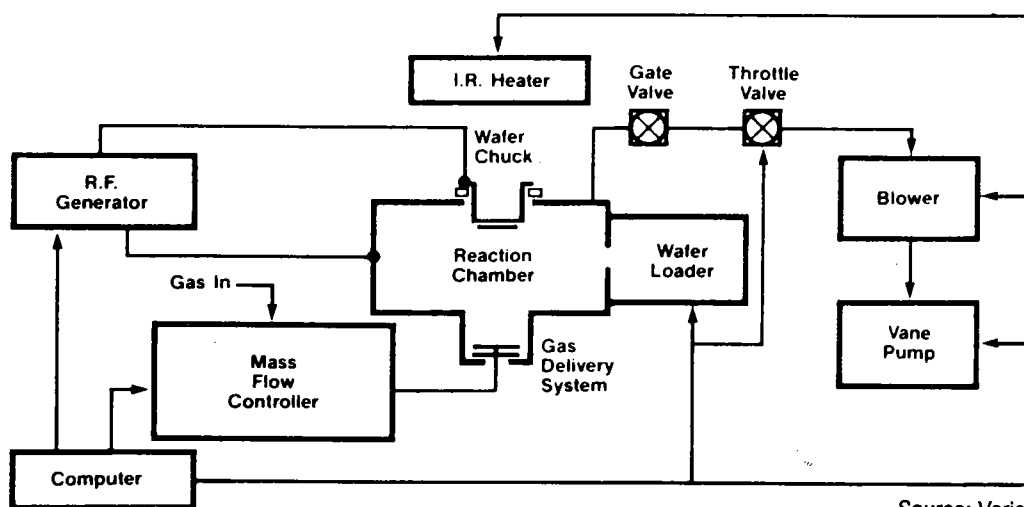 I.R. Heater
Gate
Valve
Throttle
Valve
Wafer
Chuck
R.F.
Generator
Blower
Reaction
Chamber
Wafer
Loader
Gas In
Mass
Flow
Controller
Gas
Delivery
System
Vane
Pump
Computer
Source: